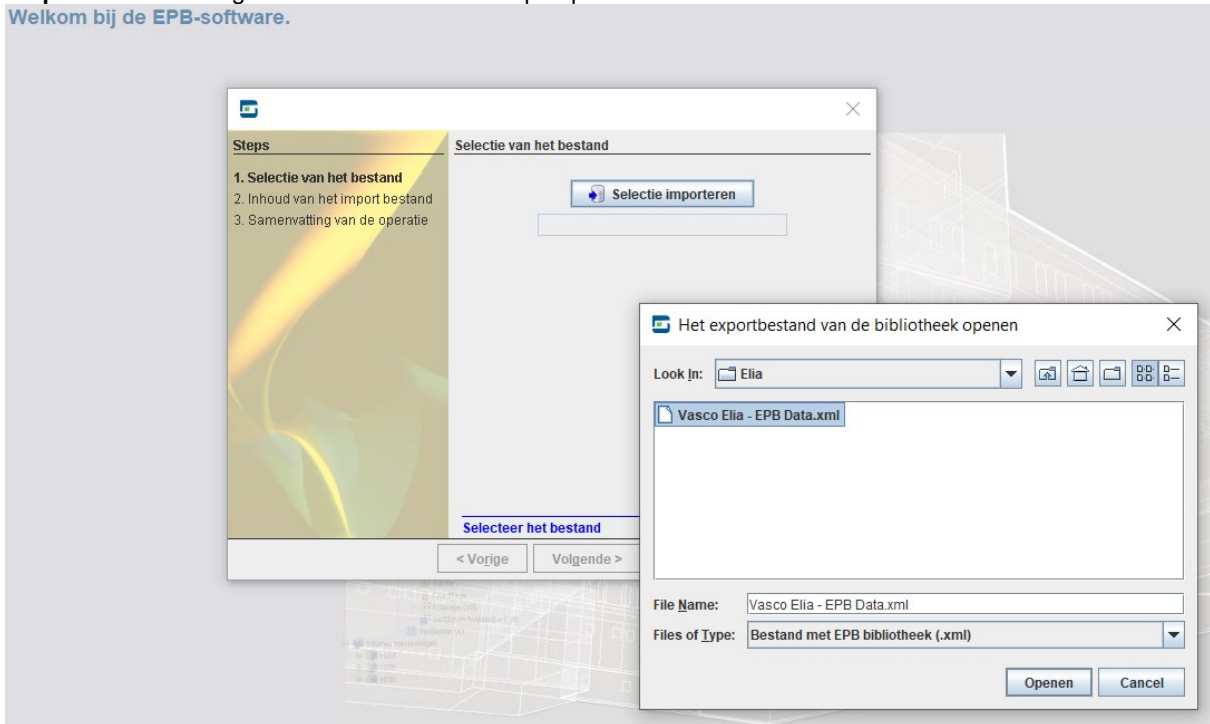 Welkom bij de EPB-software.
Steps
1. Selectie van het bestand
2. Inhoud van het import bestand
3. Samenvatting van de operatie
Selectie van het bestand
Selectie importeren
Selecteer het bestand
< Vorige
Volgende >
Het exportbestand van de bibliotheek openen
Look In:
Elia
Vasco Elia - EPB Data.xml
File Name:
Vasco Elia - EPB Data.xml
Files of Type:
Bestand met EPB bibliotheek (.xml)
Openen
Cancel